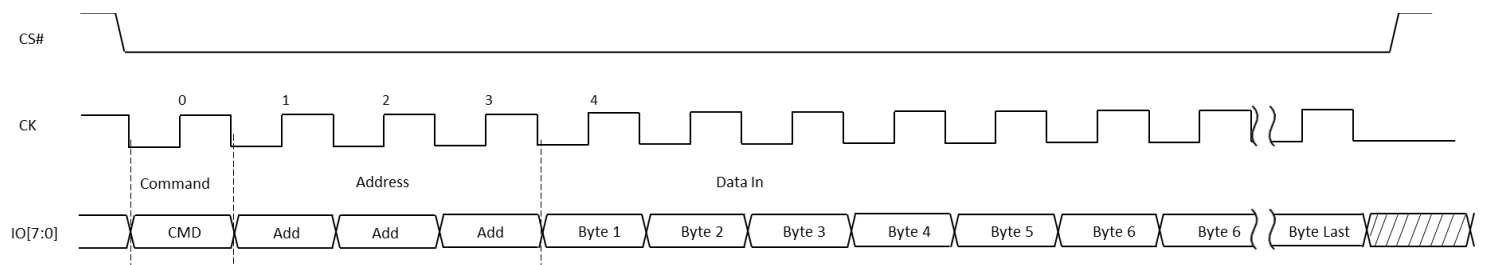 CS#
0 1 2 3 4
CK
Command Address Data In
IO[7:0] CMD Add Add Add Byte 1 Byte 2 Byte 3 Byte 4 Byte 5 Byte 6 Byte 6 Byte Last